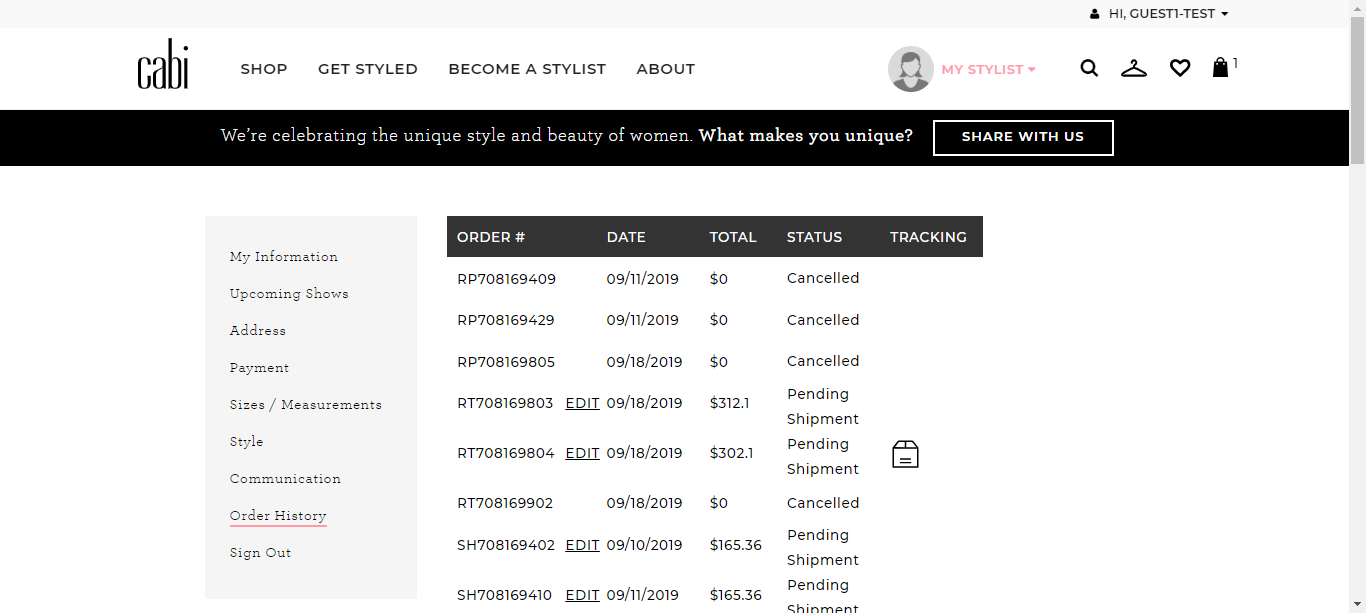 HI, GUEST1-TEST
cabi SHOP GET STYLED BECOME A STYLIST ABOUT MY STYLIST 1
We're celebrating the unique style and beauty of women. What makes you unique? SHARE WITH US
My Information
Upcoming Shows
Address
Payment
Sizes / Measurements
Style
Communication
Order History
Sign Out
ORDER # DATE TOTAL STATUS TRACKING
RP708169409 09/11/2019 $0 Cancelled
RP708169429 09/11/2019 $0 Cancelled
RP708169805 09/18/2019 $0 Cancelled
RT708169803 EDIT 09/18/2019 $312.1 Pending
Shipment
RT708169804 EDIT 09/18/2019 $302.1 Pending
Shipment
RT708169902 09/18/2019 $0 Cancelled
SH708169402 EDIT 09/10/2019 $165.36 Pending
Shipment
SH708169410 EDIT 09/11/2019 $165.36 Pending
Shipment